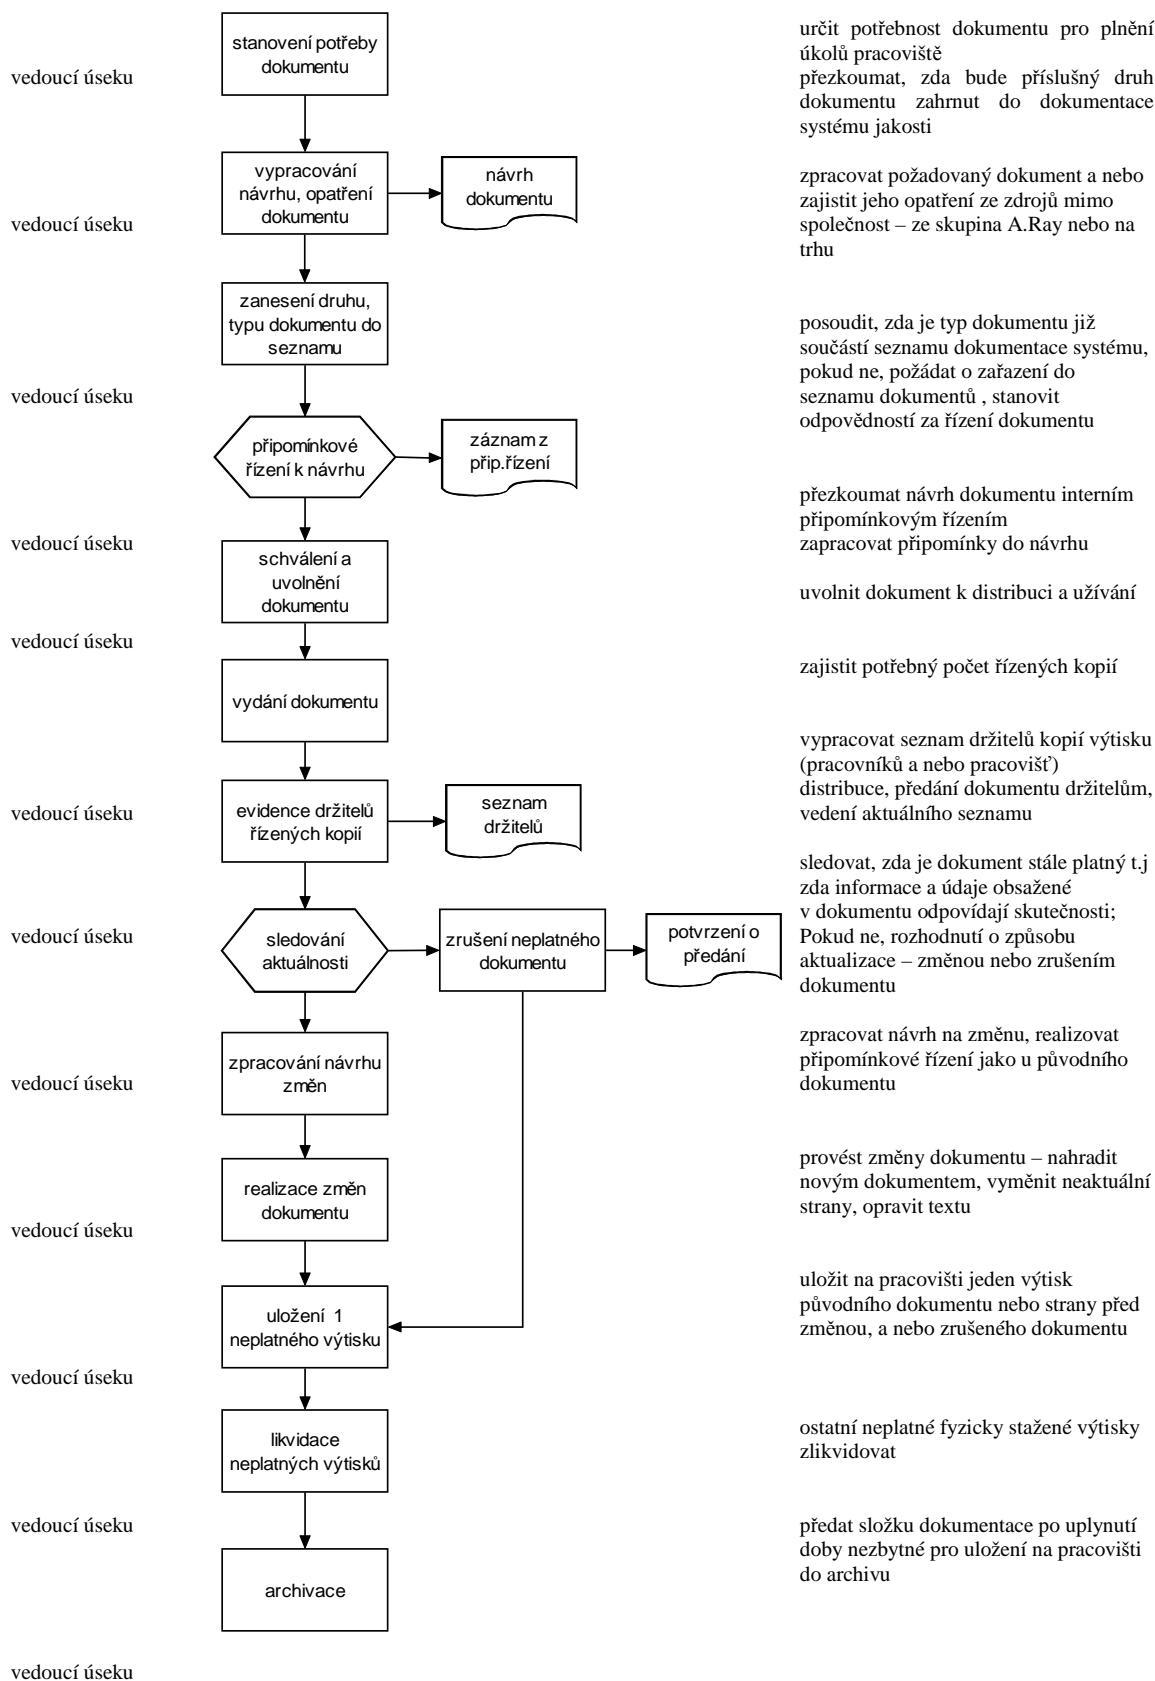 stanovení potřeby
dokumentu
vedoucí úseku
určit potřebnost dokumentu pro plnění
úkolů pracoviště
přezkoumat, zda bude příslušný druh
dokumentu zahrnut do dokumentace
systému jakosti
vypracování
návrhu, opatření
dokumentu
návrh
dokumentu
vedoucí úseku
zpracovat požadovaný dokument a nebo
zajistit jeho opatření ze zdrojů mimo
společnost – ze skupina A.Ray nebo na
trhu
zanesení druhu,
typu dokumentu do
seznamu
vedoucí úseku
posoudit, zda je typ dokumentu již
součástí seznamu dokumentace systému,
pokud ne, požádat o zařazení do
seznamu dokumentů , stanovit
odpovědností za řízení dokumentu
připomínkové
řízení k návrhu
záznam z
přip.řízení
vedoucí úseku
přezkoumat návrh dokumentu interním
připomínkovým řízením
zapracovat připomínky do návrhu
schválení a
uvolnění
dokumentu
uvolnit dokument k distribuci a užívání
vedoucí úseku
vydání dokumentu
zajistit potřebný počet řízených kopií
vedoucí úseku
evidence držitelů
řízených kopií
seznam
držitelů
vypracovat seznam držitelů kopií výtisku
(pracovníků a nebo pracovišť)
distribuce, předání dokumentu držitelům,
vedení aktuálního seznamu
vedoucí úseku
sledování
aktuálnosti
zrušení neplatného
dokumentu
potvrzení o
předání
sledovat, zda je dokument stále platný t.j
zda informace a údaje obsažené
v dokumentu odpovídají skutečnosti;
Pokud ne, rozhodnutí o způsobu
aktualizace – změnou nebo zrušením
dokumentu
zpracování návrhu
změn
vedoucí úseku
zpracovat návrh na změnu, realizovat
připomínkové řízení jako u původního
dokumentu
realizace změn
dokumentu
vedoucí úseku
provést změny dokumentu – nahradit
novým dokumentem, vyměnit neaktuální
strany, opravit textu
uložení 1
neplatného výtisku
vedoucí úseku
uložit na pracovišti jeden výtisk
původního dokumentu nebo strany před
změnou, a nebo zrušeného dokumentu
likvidace
neplatných výtisků
vedoucí úseku
ostatní neplatné fyzicky stažené výtisky
zlikvidovat
archivace
předat složku dokumentace po uplynutí
doby nezbytné pro uložení na pracovišti
do archivu
vedoucí úseku